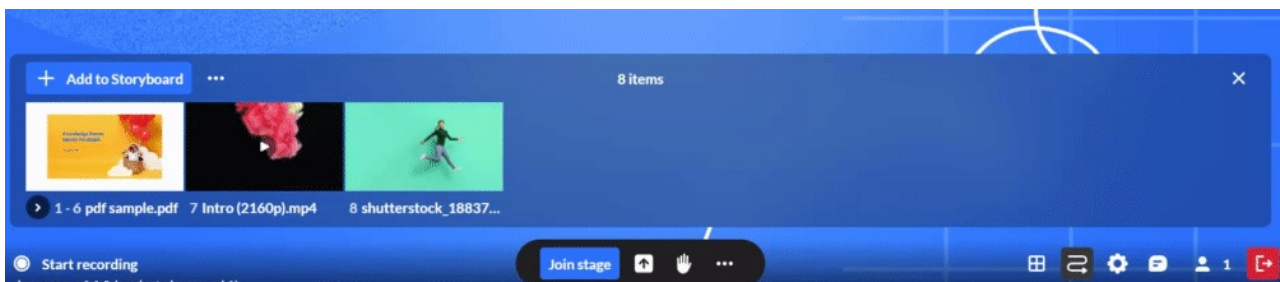 Add to Storyboard
8 items
1 - 6 pdf sample.pdf
7 Intro (2160p).mp4
8 shutterstock_18837...
Start recording
Join stage
1